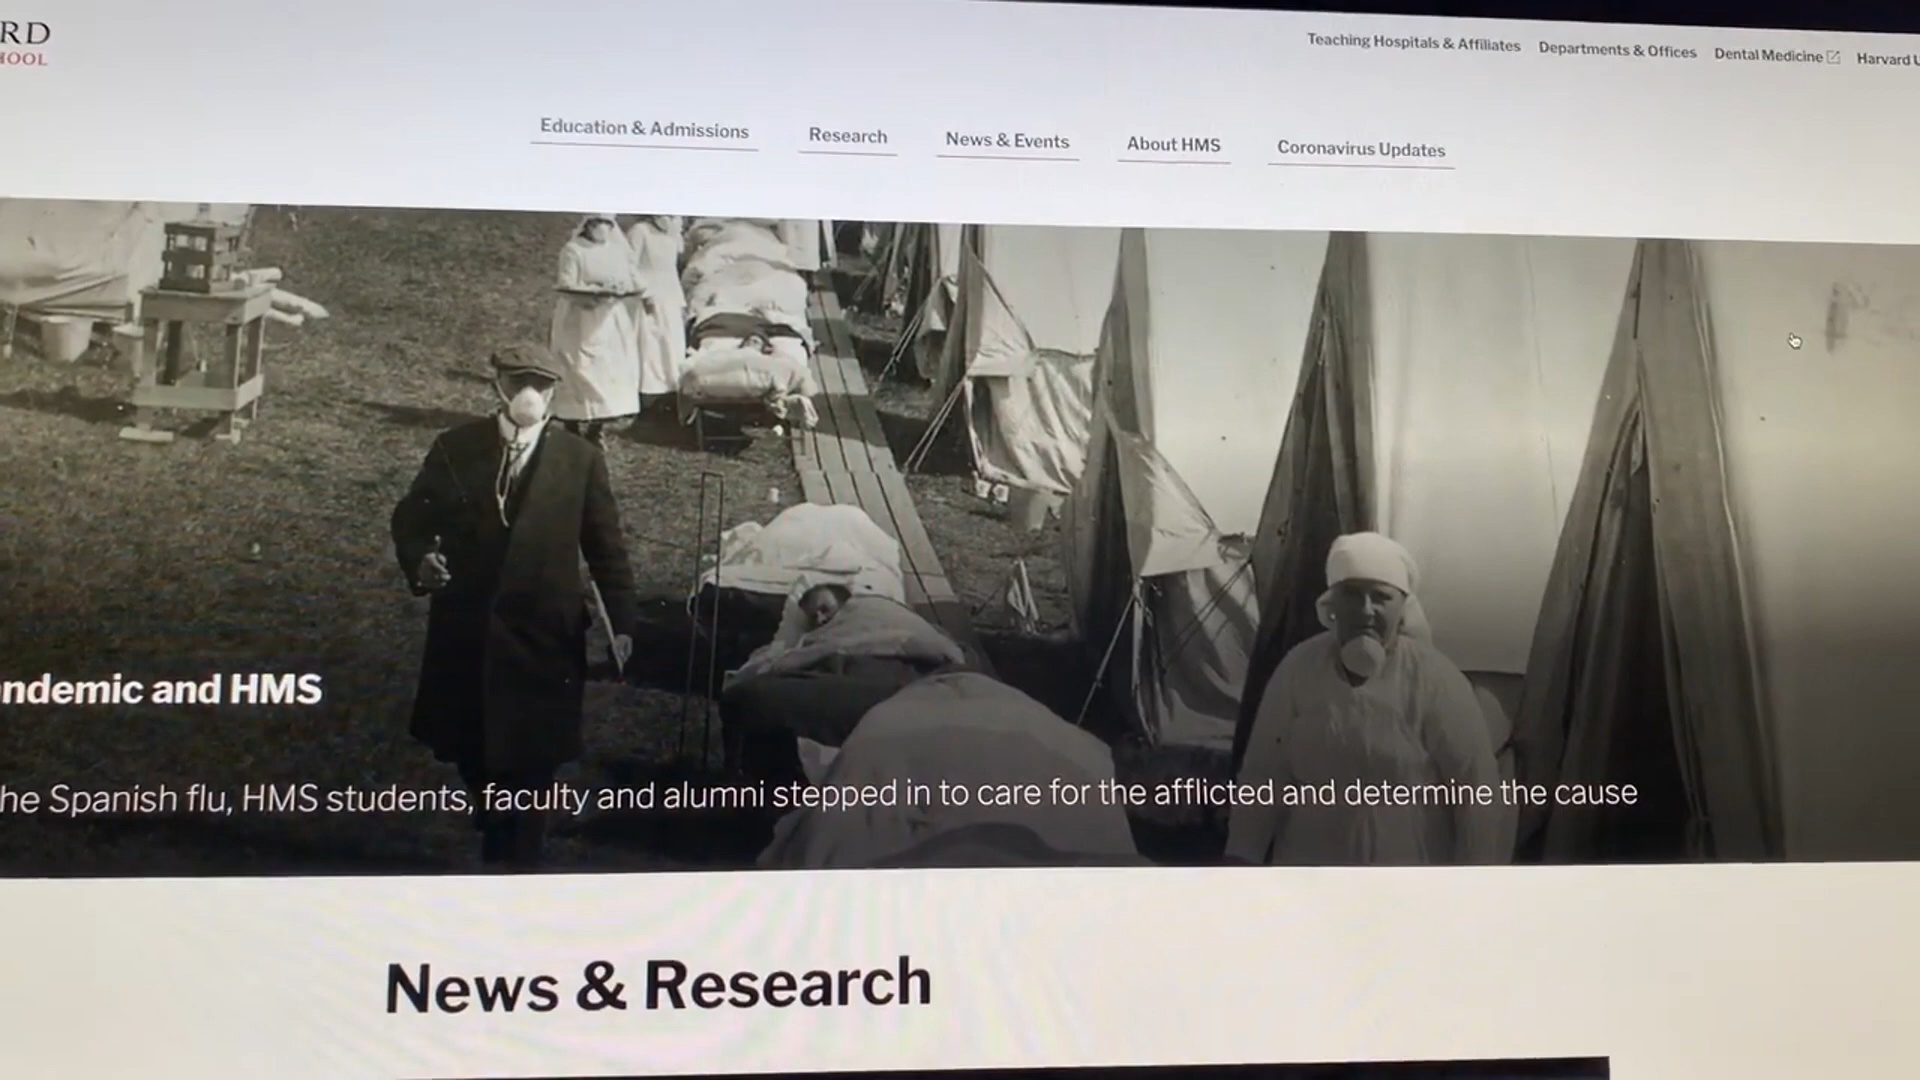 RD
HOOL
Teaching Hospitals & Affiliates Departments & Offices Dental Medicine Harvard U
Education & Admissions Research News & Events About HMS Coronavirus Updates
ndemic and HMS
he Spanish flu, HMS students, faculty and alumni stepped in to care for the afflicted and determine the cause
News & Research